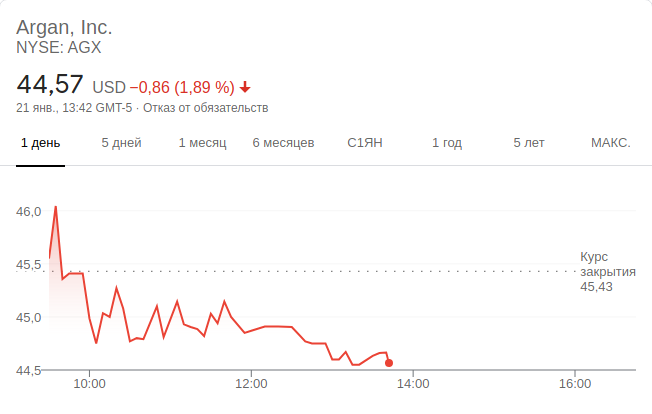 Argan, Inc.
NYSE: AGX
44,57 USD −0,86 (1,89 %)
21 янв., 13:42 GMT-5 · Отказ от обязательств
1 день 5 дней 1 месяц 6 месяцев С1ЯН 1 год 5 лет МАКС.
46,0
45,5
45,0
44,5
Курс
закрытия
45,43
10:00 12:00 14:00 16:00